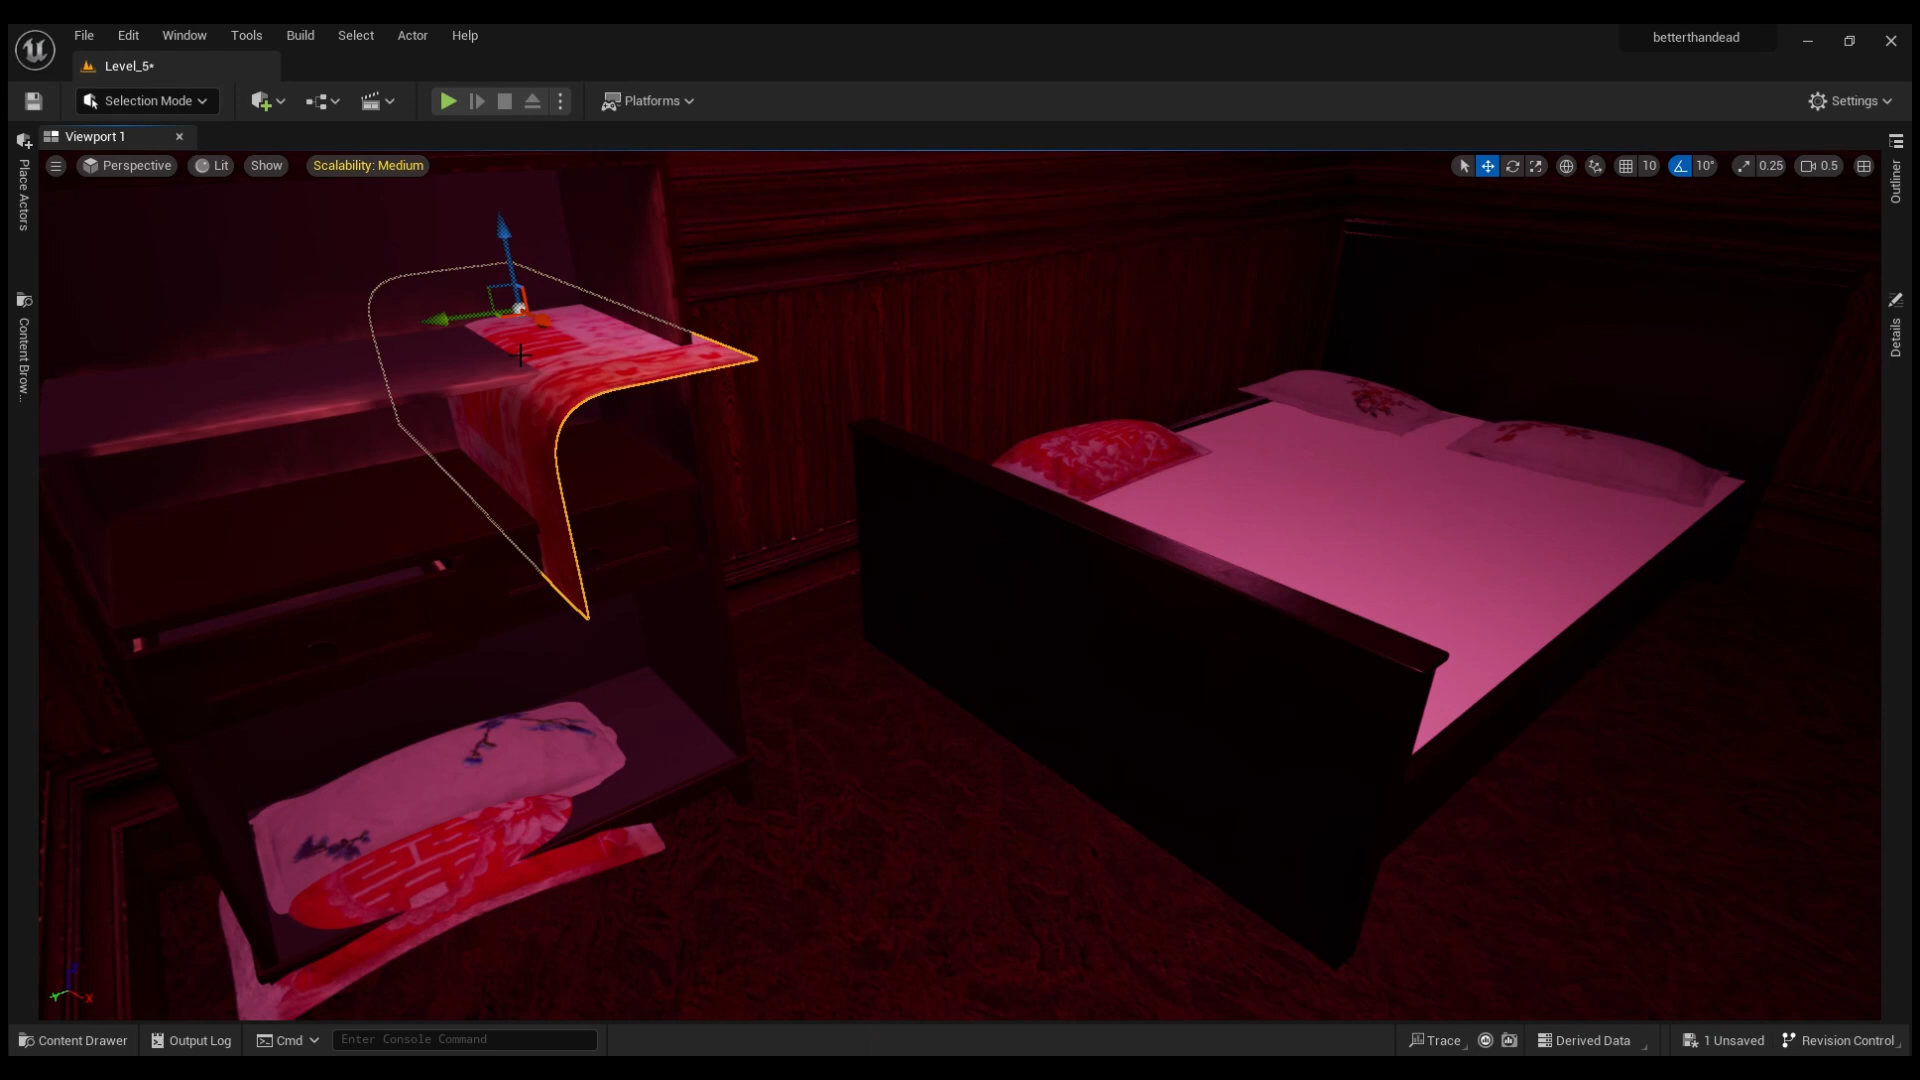 File Edit Window Tools Build Select Actor Help
betterthandead
Level_5*
Selection Mode
Platforms
Settings
Viewport 1
Perspective Lit Show Scalability: Medium
10 10° 0.25 0.5
Place Actors
Content Brow...
Outliner
Details
Content Drawer Output Log Cmd Enter Console Command
Trace Derived Data 1 Unsaved Revision Control